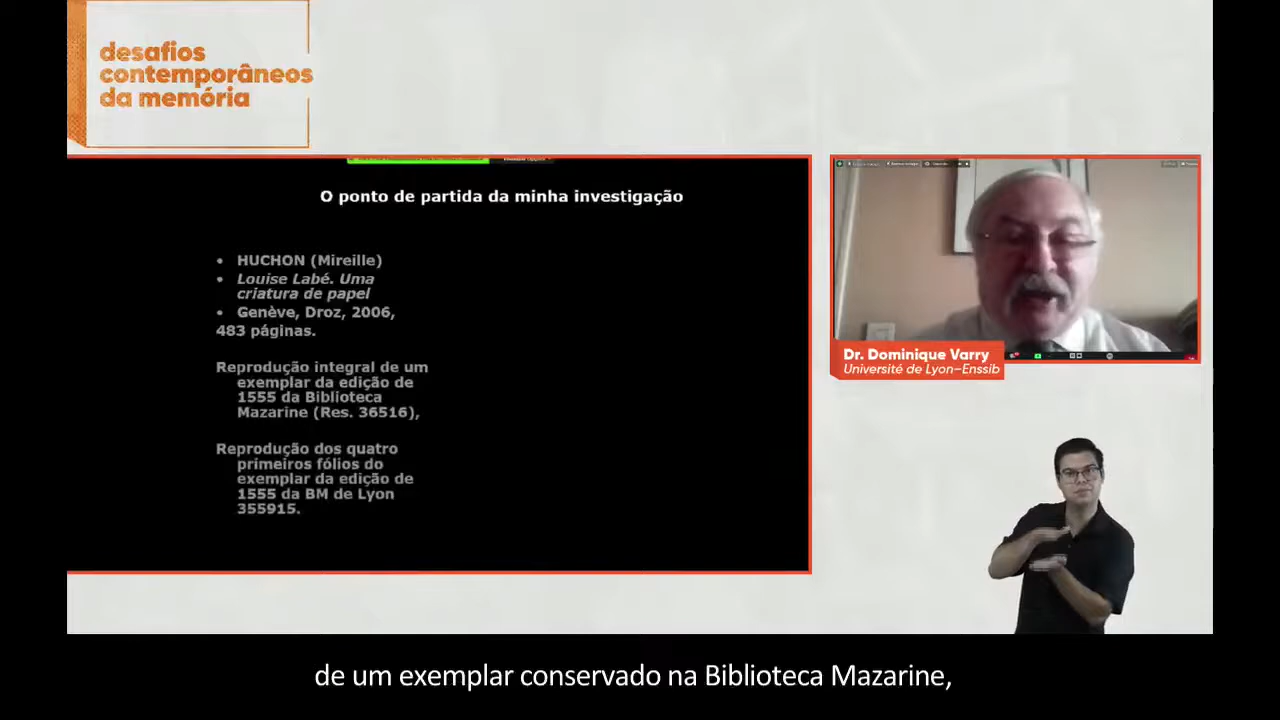 desafios
contemporâneos
da memória
O ponto de partida da minha investigação
• HUCHON (Mireille)
• Louise Labé. Uma
criatura de papel
• Genève, Droz, 2006,
483 páginas.
Reprodução integral de um
exemplar da edição de
1555 da Biblioteca
Mazarine (Res. 36516),
Reprodução dos quatro
primeiros fólios do
exemplar da edição de
1555 da BM de Lyon
355915.
Dr. Dominique Varry
Université de Lyon-Enssib
de um exemplar conservado na Biblioteca Mazarine,